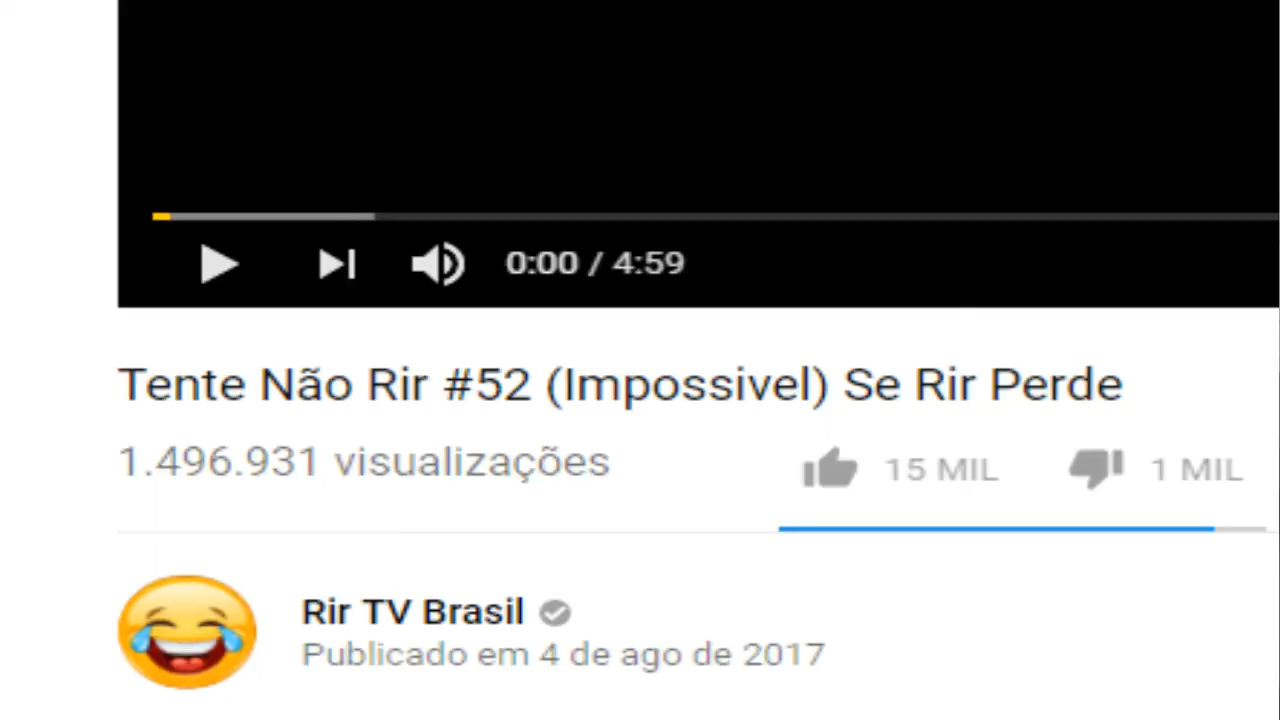 0:00 / 4:59
Tente Não Rir #52 (Impossivel) Se Rir Perde
1.496.931 visualizações
15 MIL
1 MIL
Rir TV Brasil
Publicado em 4 de ago de 2017